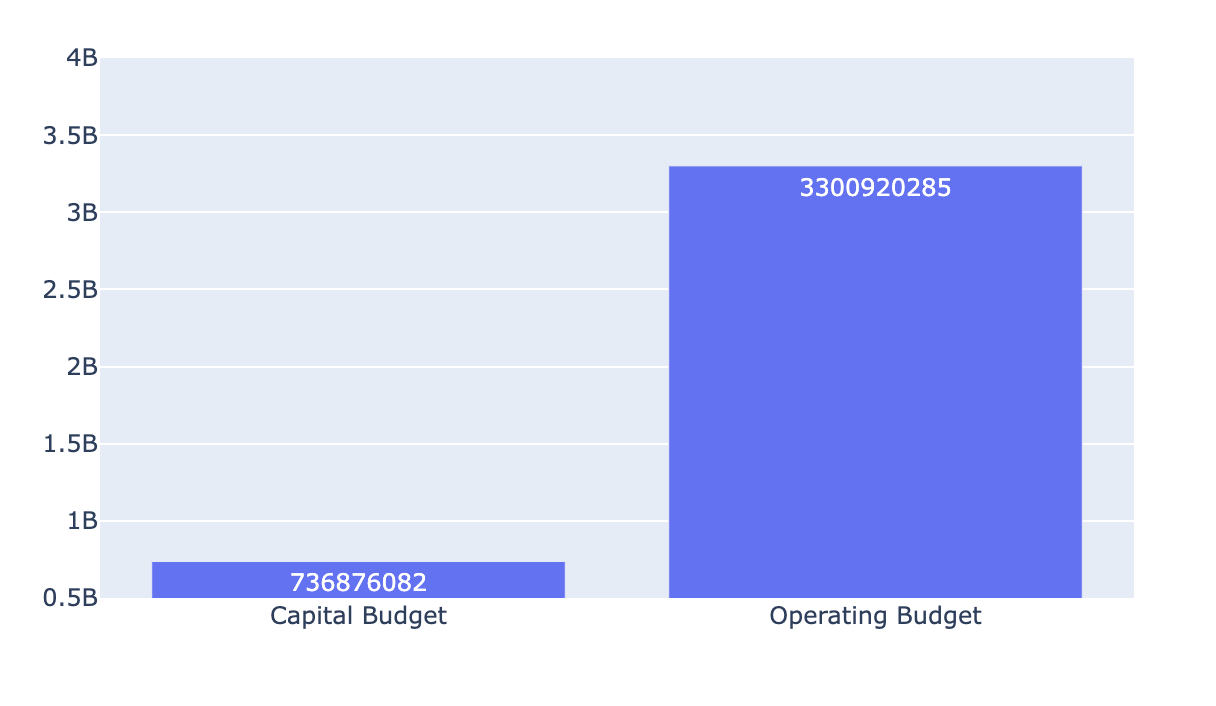 4B
3.5B
3300920285
3B
2.5B
2B
1.5B
1B
736876082
0.5B
Capital Budget
Operating Budget